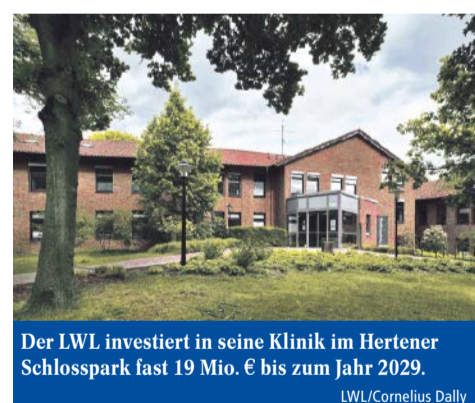 Der LWL investiert in seine Klinik im Hertener
Schlosspark fast 19 Mio. € bis zum Jahr 2029.
LWL/Cornelius Dally